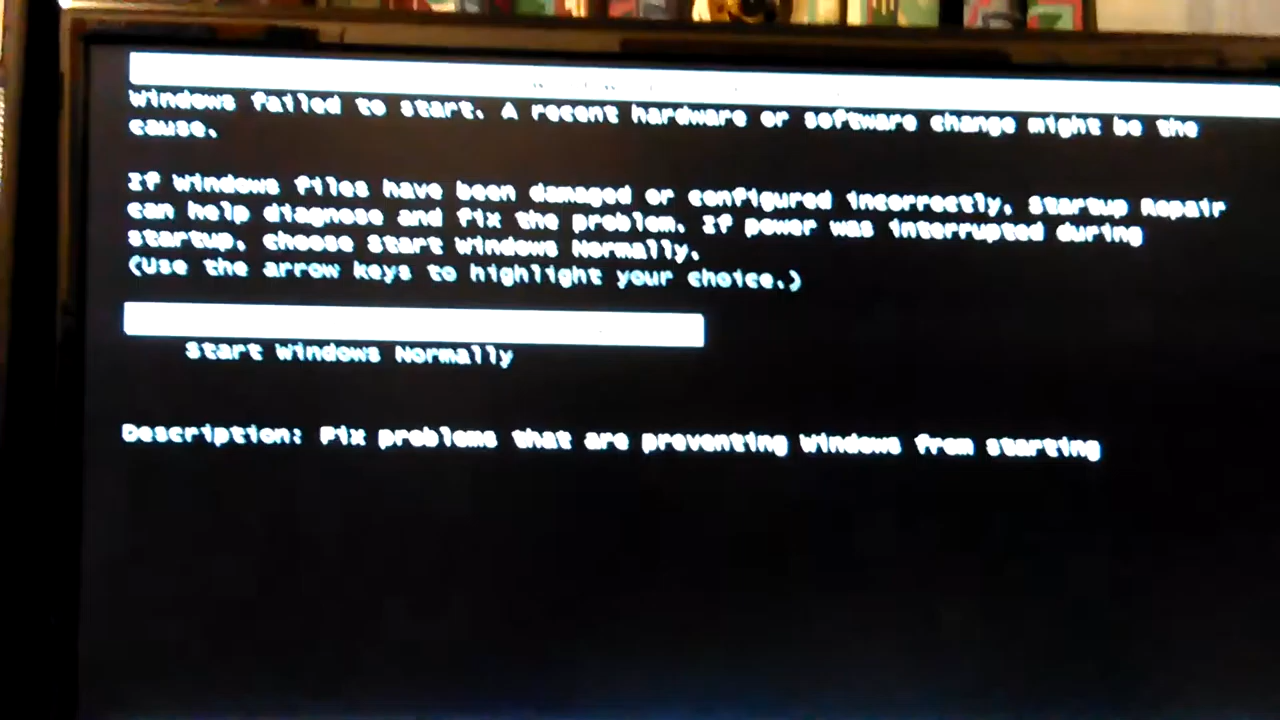 Windows failed to start. A recent hardware or software change might be the
cause.
If Windows files have been damaged or configured incorrectly, Startup Repair
can help diagnose and fix the problem. If power was interrupted during
startup, choose Start Windows Normally.
(Use the arrow keys to highlight your choice.)
Start Windows Normally
Description: Fix problems that are preventing Windows from starting